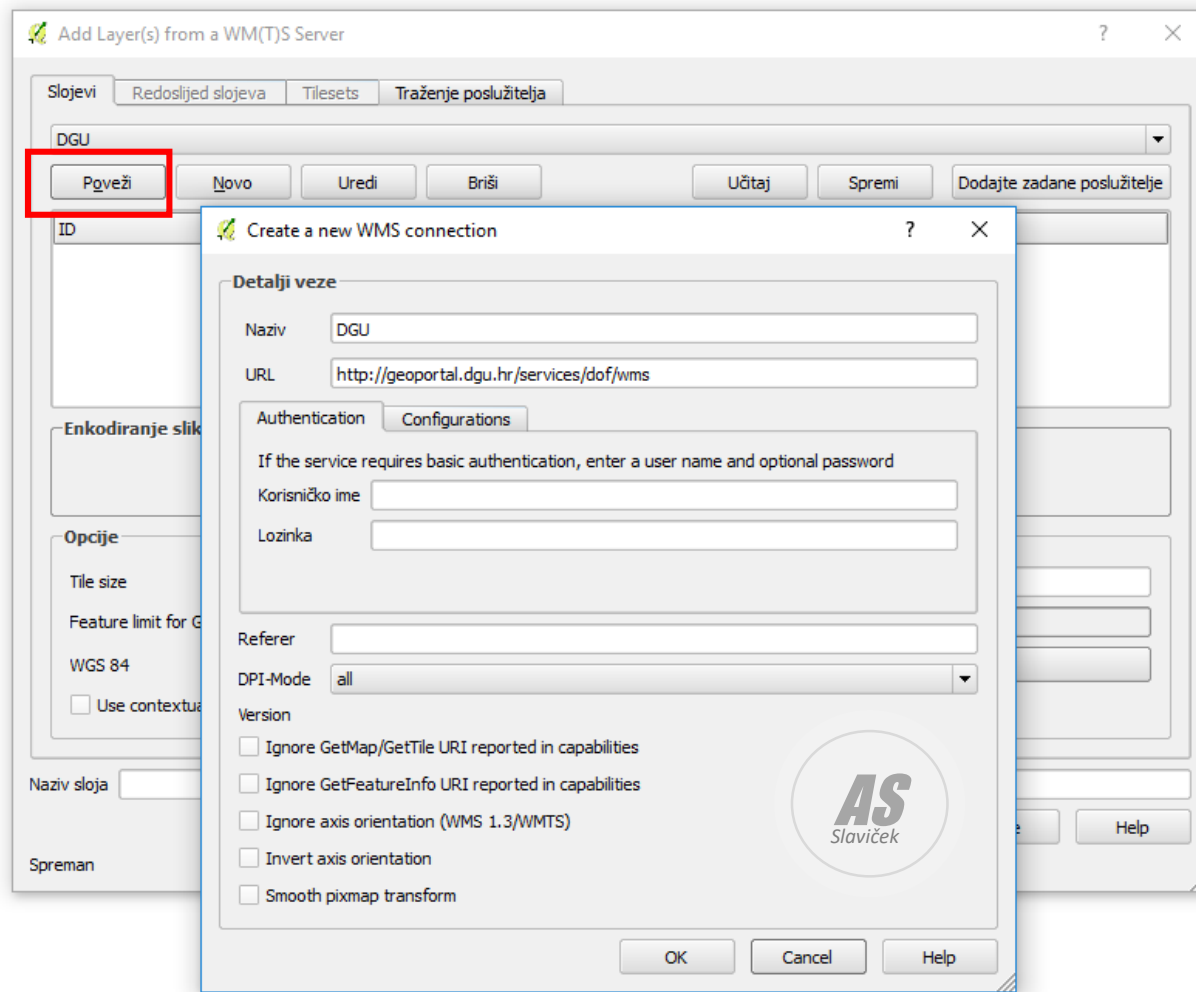 Add Layer(s) from a WM(T)S Server
?
Slojevi Redoslijed slojeva Tilesets Traženje poslužitelja
DGU
Poveži Novo Uredi Briši Učitaj Spremi Dodajte zadane poslužitelje
ID
Create a new WMS connection
?
Detalji veze
Naziv DGU
URL http://geoportal.dgu.hr/services/dof/wms
Authentication Configurations
If the service requires basic authentication, enter a user name and optional password
Korisničko ime
Lozinka
Referer
DPI-Mode all
Version
Ignore GetMap/GetTile URI reported in capabilities
Ignore GetFeatureInfo URI reported in capabilities
Ignore axis orientation (WMS 1.3/WMTS)
Invert axis orientation
Smooth pixmap transform
OK Cancel Help
Enkodiranje slik
Opcije
Tile size
Feature limit for G
WGS 84
Use contextua
Naziv sloja
Help
Spreman
AS
Slaviček